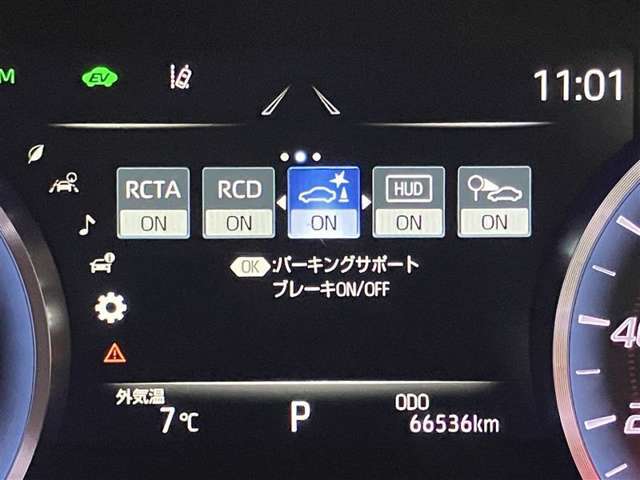 M
EV
11:01
RCTA RCD HUD
ON ON ON ON ON
OK:パーキングサポート
ブレーキON/OFF
外気温 ODO
7℃ P 66536km